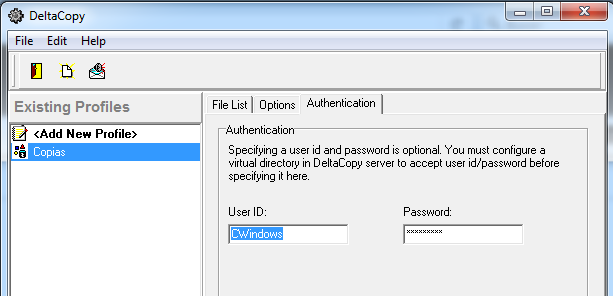 DeltaCopy
File Edit Help
Existing Profiles
<Add New Profile>
Copias
File List Options Authentication
Authentication
Specifying a user id and password is optional. You must configure a
virtual directory in DeltaCopy server to accept user id/password before
specifying it here.
User ID: Password:
CWindows *********